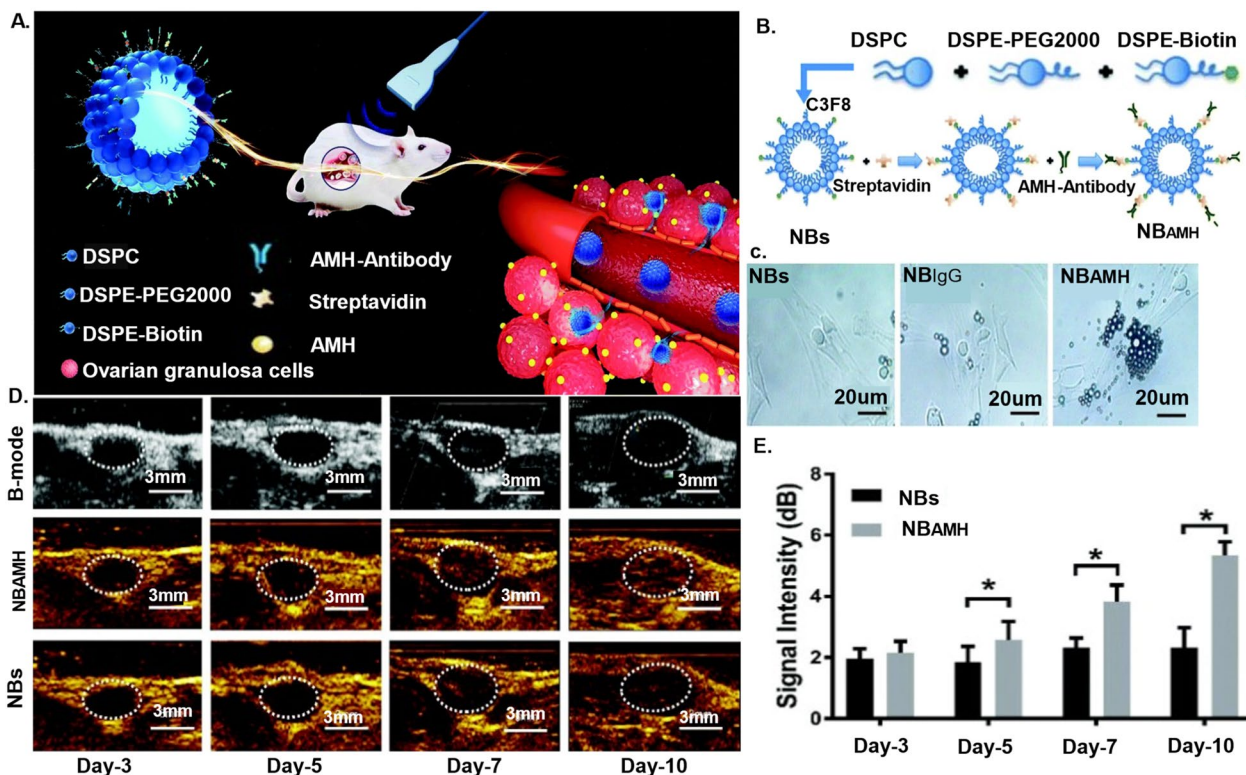 A.
DSPC
DSPE-PEG2000
DSPE-Biotin
Ovarian granulosa cells
AMH-Antibody
Streptavidin
AMH
B.
DSPC
DSPE-PEG2000
DSPE-Biotin
+
+
C3F8
+
Streptavidin
+
AMH-Antibody
NBs
NBAMH
c.
NBs
NBIgG
NBAMH
20um
20um
20um
D.
B-mode
3mm
3mm
3mm
3mm
NBAMH
3mm
3mm
3mm
3mm
NBs
3mm
3mm
3mm
3mm
Day-3
Day-5
Day-7
Day-10
E.
Signal Intensity (dB)
8
6
4
2
0
NBs
NBAMH
*
*
*
Day-3
Day-5
Day-7
Day-10